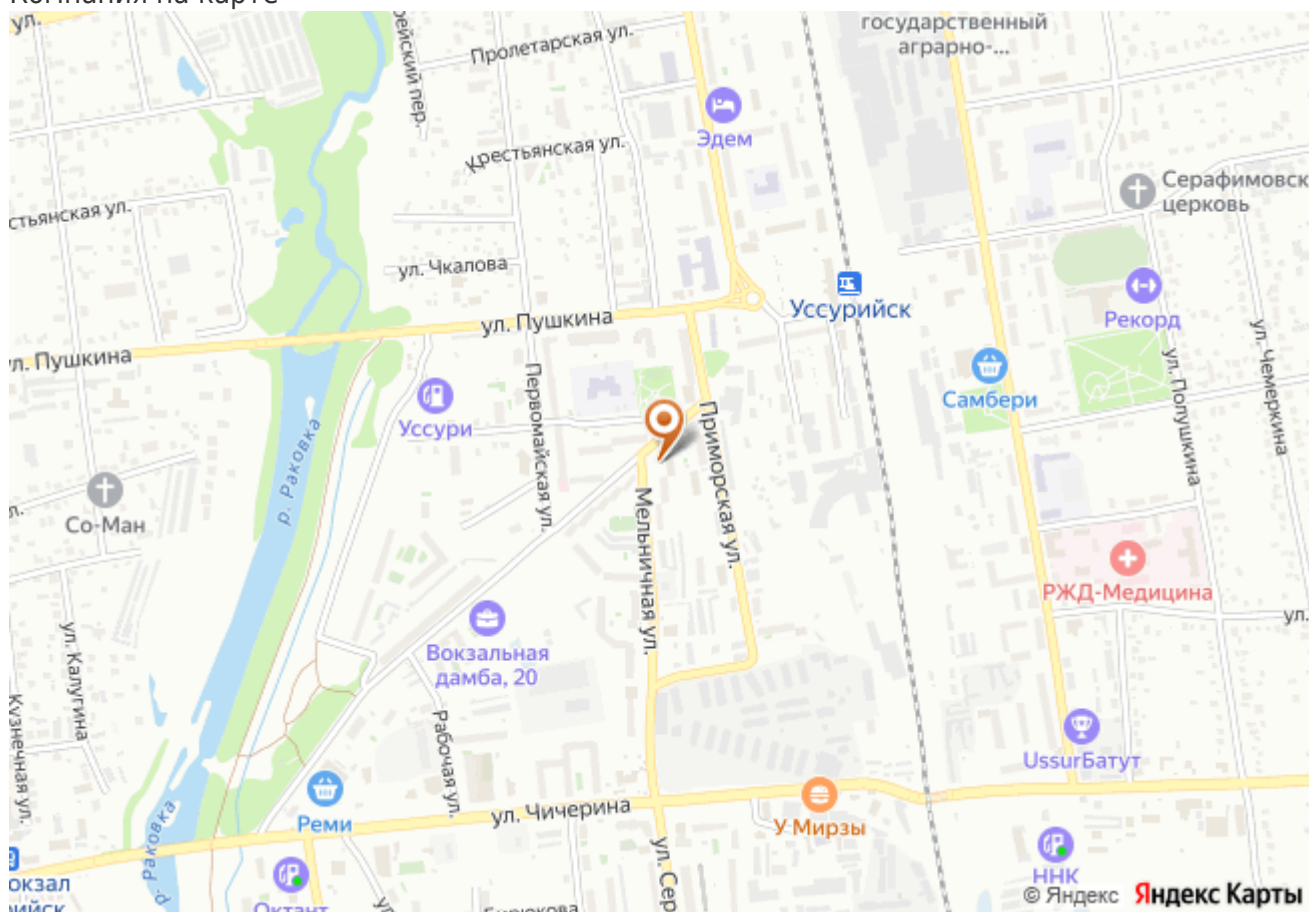 Компания на карте
ул.
Пролетарская ул.
государственный
аграрно-...
Эдем
Крестьянская ул.
Серафимовск
церковь
стьянская ул.
ул. Чкалова
Уссурийск
Рекорд
ул. Пушкина
ул. Пушкина
ул. Чемеркина
ул. Полушкина
Самбери
Уссури
Первомайская ул.
Приморская ул.
р. Раковка
Со-Ман
Мельничная ул.
РЖД-Медицина
ул.
Вокзальная
дамба, 20
ул. Калугина
Кузнечная ул.
Рабочая ул.
UssurБатут
Реми
ул. Чичерина
У Мирзы
р. Раковка
ул. Сер
ННК
окзал
Октант
© Яндекс Яндекс Карты